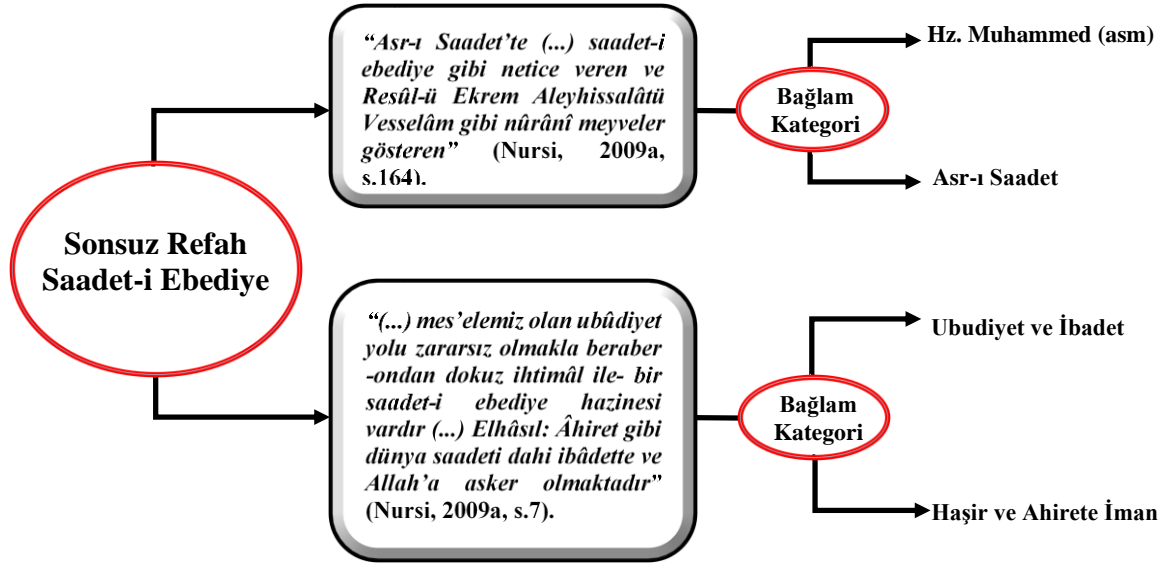 Sonsuz Refah
Saadet-i Ebediye
“Asr-ı Saadet’te (...) saadet-i
ebediye gibi netice veren ve
Resûl-ü Ekrem Aleyhissalâtü
Vesselâm gibi nûrânî meyveler
gösteren” (Nursi, 2009a,
s.164).
Bağlam
Kategori
Hz. Muhammed (asm)
Asr-ı Saadet
“(...) mes’elemiz olan ubûdiyet
yolu zararsız olmakla beraber
-ondan dokuz ihtimâl ile- bir
saadet-i ebediye hazinesi
vardır (...) Elhâsıl: Âhiret gibi
dünya saadeti dahi ibâdette ve
Allah’a asker olmaktadır”
(Nursi, 2009a, s.7).
Bağlam
Kategori
Ubudiyet ve İbadet
Haşir ve Ahirete İman